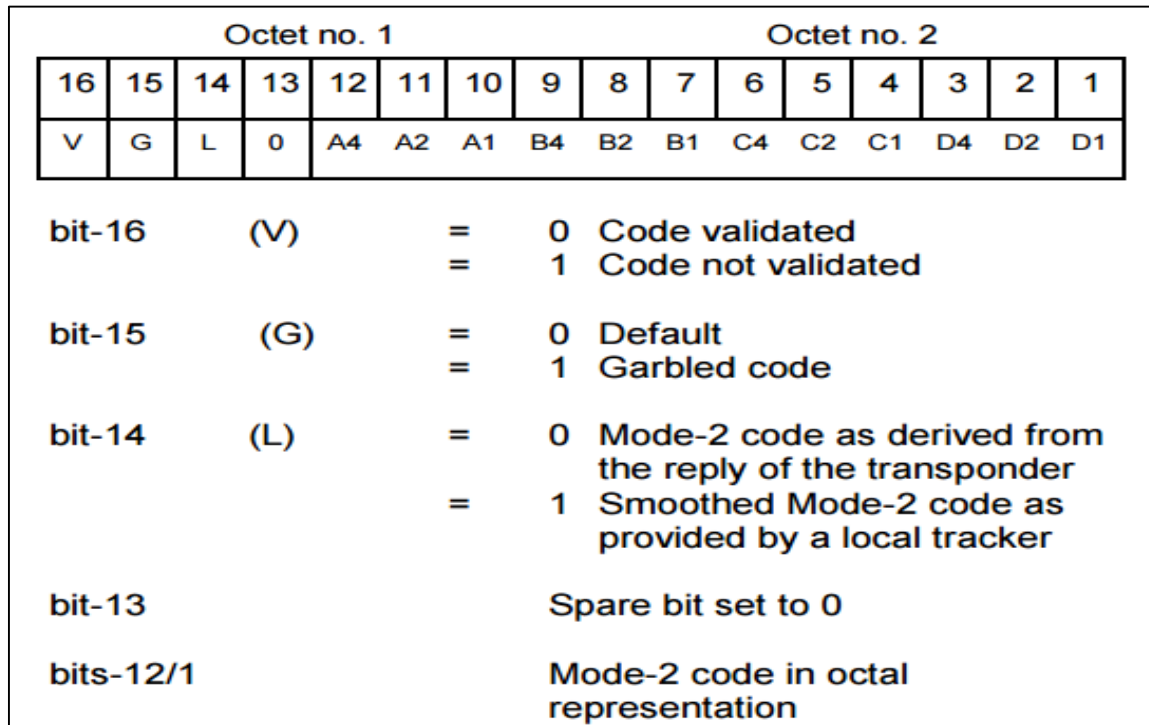 Octet no. 1 Octet no. 2
16 15 14 13 12 11 10 9 8 7 6 5 4 3 2 1
V G L 0 A4 A2 A1 B4 B2 B1 C4 C2 C1 D4 D2 D1
bit-16 (V) = 0 Code validated
= 1 Code not validated
bit-15 (G) = 0 Default
= 1 Garbled code
bit-14 (L) = 0 Mode-2 code as derived from
the reply of the transponder
= 1 Smoothed Mode-2 code as
provided by a local tracker
bit-13 Spare bit set to 0
bits-12/1 Mode-2 code in octal
representation